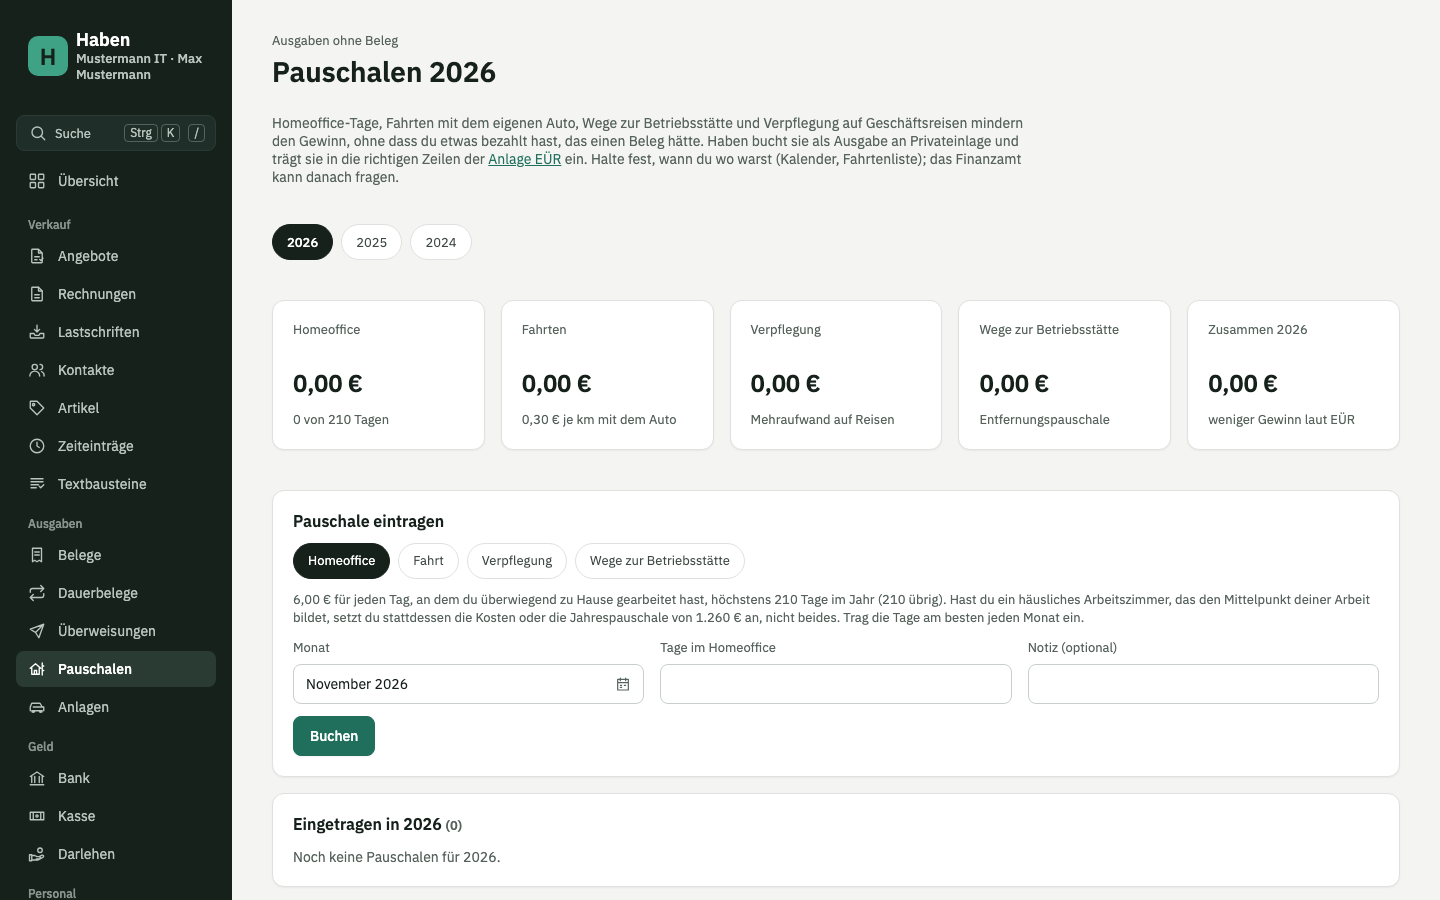 H
Haben
Mustermann IT · Max
Mustermann
Suche Strg K /
Übersicht
Verkauf
Angebote
Rechnungen
Lastschriften
Kontakte
Artikel
Zeiteinträge
Textbausteine
Ausgaben
Belege
Dauerbelege
Überweisungen
Pauschalen
Anlagen
Geld
Bank
Kasse
Darlehen
Personal
Ausgaben ohne Beleg
Pauschalen 2026
Homeoffice-Tage, Fahrten mit dem eigenen Auto, Wege zur Betriebsstätte und Verpflegung auf Geschäftsreisen mindern
den Gewinn, ohne dass du etwas bezahlt hast, das einen Beleg hätte. Haben bucht sie als Ausgabe an Privateinlage und
trägt sie in die richtigen Zeilen der Anlage EÜR ein. Halte fest, wann du wo warst (Kalender, Fahrtenliste); das Finanzamt
kann danach fragen.
2026 2025 2024
Homeoffice
0,00 €
0 von 210 Tagen
Fahrten
0,00 €
0,30 € je km mit dem Auto
Verpflegung
0,00 €
Mehraufwand auf Reisen
Wege zur Betriebsstätte
0,00 €
Entfernungspauschale
Zusammen 2026
0,00 €
weniger Gewinn laut EÜR
Pauschale eintragen
Homeoffice Fahrt Verpflegung Wege zur Betriebsstätte
6,00 € für jeden Tag, an dem du überwiegend zu Hause gearbeitet hast, höchstens 210 Tage im Jahr (210 übrig). Hast du ein häusliches Arbeitszimmer, das den Mittelpunkt deiner Arbeit
bildet, setzt du stattdessen die Kosten oder die Jahrespauschale von 1.260 € an, nicht beides. Trag die Tage am besten jeden Monat ein.
Monat
November 2026
Tage im Homeoffice
Notiz (optional)
Buchen
Eingetragen in 2026 (0)
Noch keine Pauschalen für 2026.